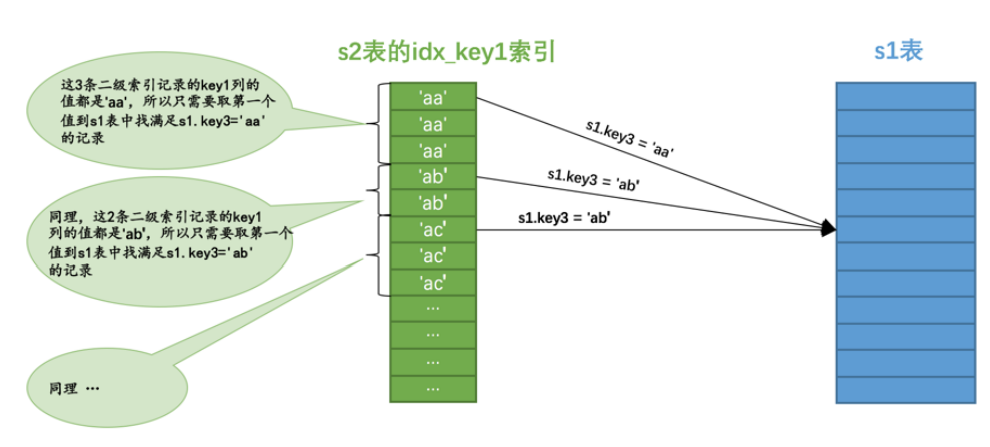 s2表的idx_key1索引
s1表
这3条二级索引记录的key1列的
值都是'aa'，所以只需要取第一个
值到s1表中找满足s1.key3='aa'
的记录
同理，这2条二级索引记录的key1
列的值都是'ab'，所以只需要取第一个
值到s1表中找满足s1.key3='ab'
的记录
同理 …
'aa'
'aa'
'aa'
'ab'
'ab'
'ac'
'ac'
'ac'
…
…
…
…
s1.key3 = 'aa'
s1.key3 = 'ab'
s1.key3 = 'ab'